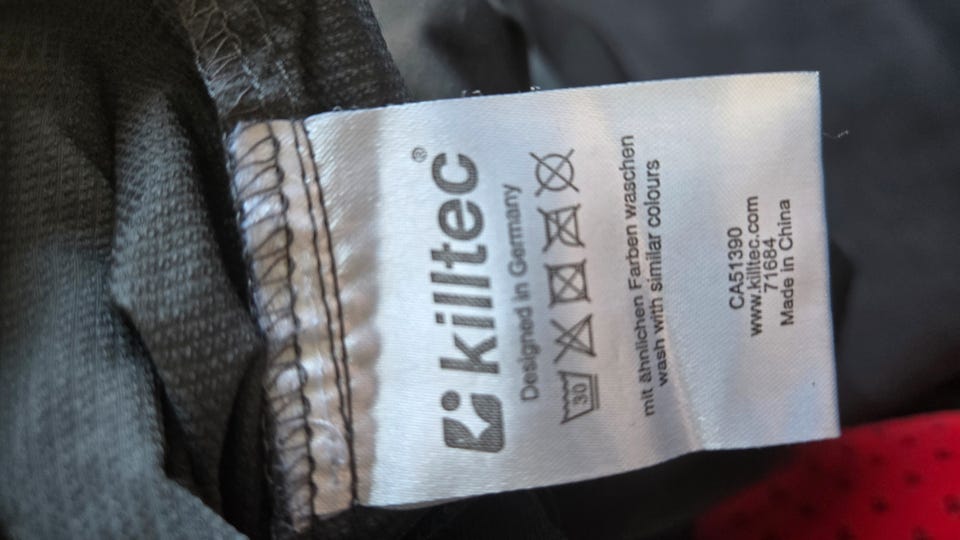 killtec®
Designed in Germany
30
mit ähnlichen Farben waschen
wash with similar colours
CA51390
www.killtec.com
71684
Made in China